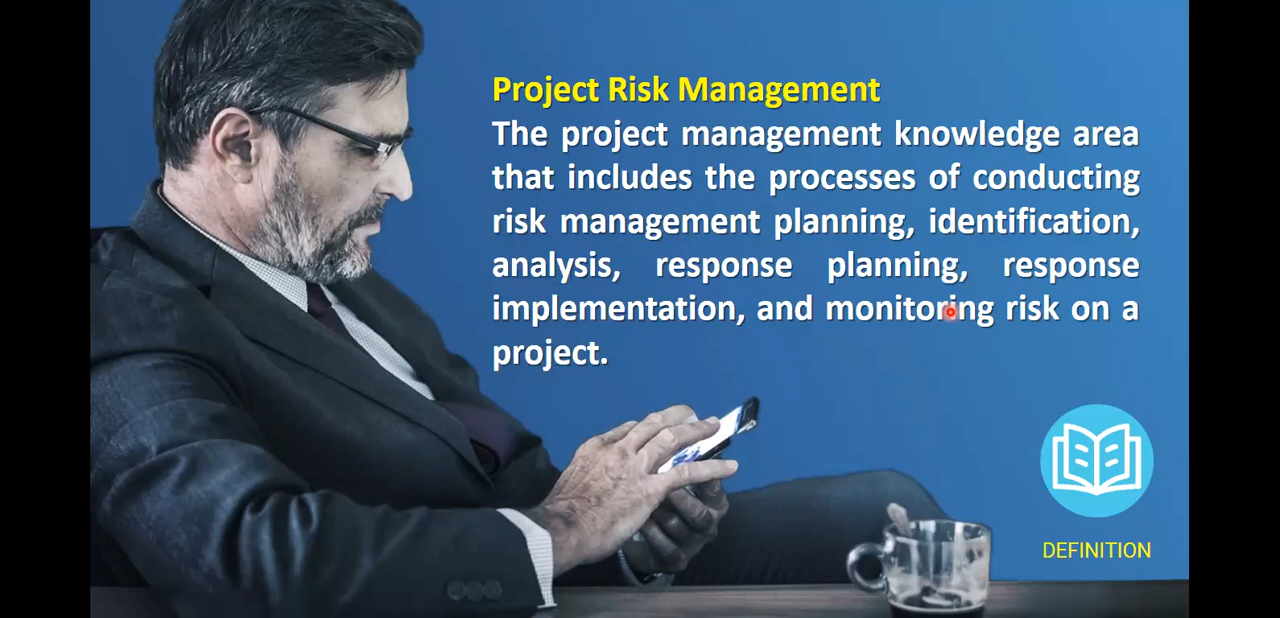 Project Risk Management
The project management knowledge area
that includes the processes of conducting
risk management planning, identification,
analysis, response planning, response
implementation, and monitoring risk on a
project.
DEFINITION